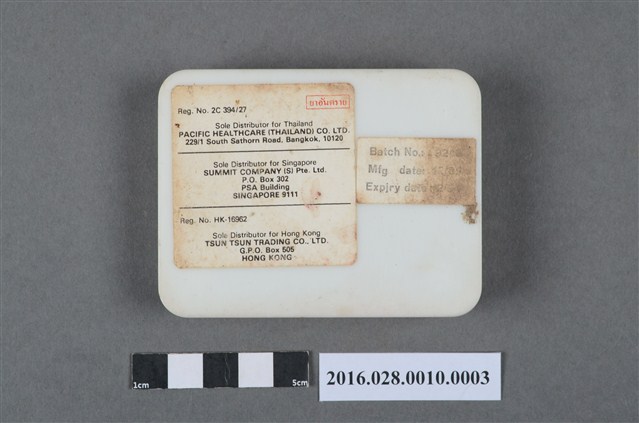 ยาอันตราย
Reg. No. 2C 394/27
Sole Distributor for Thailand
PACIFIC HEALTHCARE (THAILAND) CO. LTD.
229/1 South Sathorn Road, Bangkok, 10120
Sole Distributor for Singapore
SUMMIT COMPANY (S) Pte. Ltd.
P.O. Box 302
PSA Building
SINGAPORE 9111
Reg. No. HK-16962
Sole Distributor for Hong Kong
TSUN TSUN TRADING CO., LTD.
G.P.O. Box 505
HONG KONG
Batch No.:
Mfg date:
Expiry date:
1cm
5cm
2016.028.0010.0003